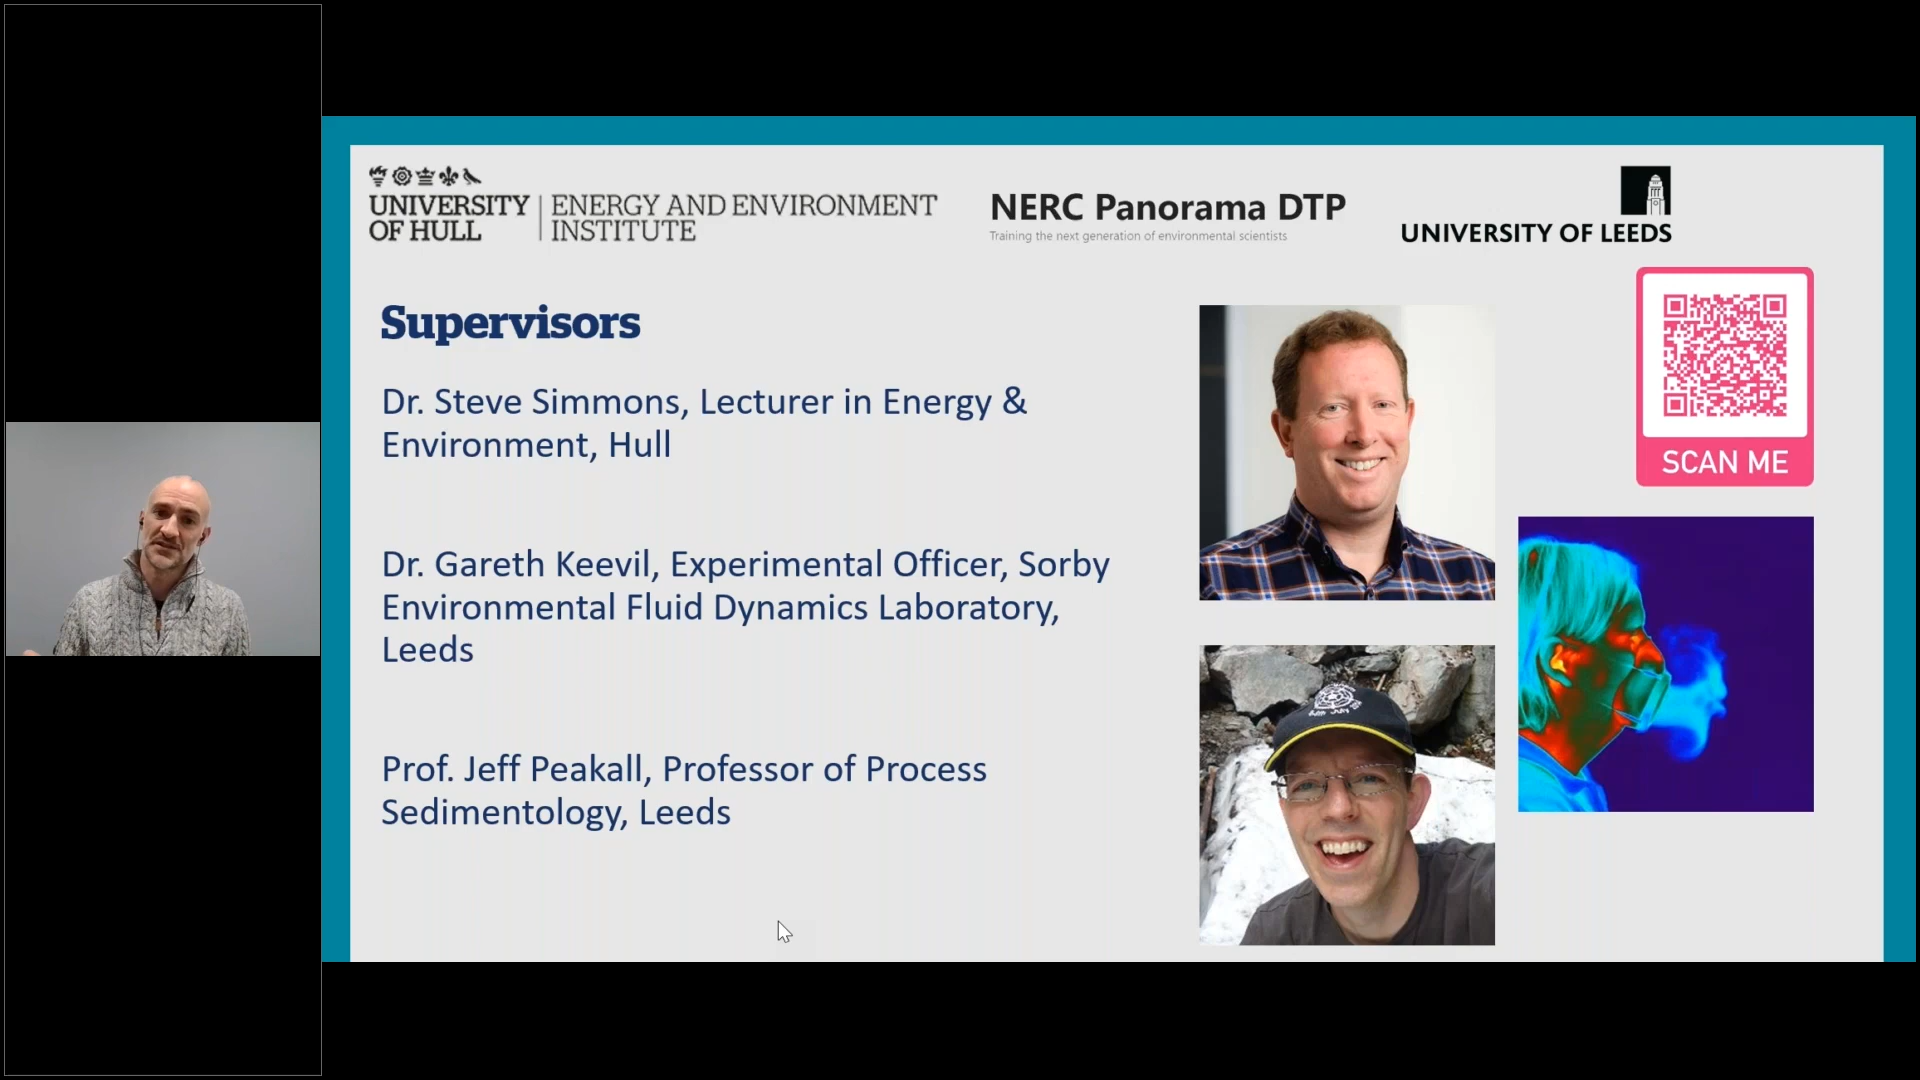 UNIVERSITY
OF HULL
ENERGY AND ENVIRONMENT
INSTITUTE
NERC Panorama DTP
Training the next generation of environmental scientists
UNIVERSITY OF LEEDS
Supervisors
Dr. Steve Simmons, Lecturer in Energy &
Environment, Hull
Dr. Gareth Keevil, Experimental Officer, Sorby
Environmental Fluid Dynamics Laboratory,
Leeds
Prof. Jeff Peakall, Professor of Process
Sedimentology, Leeds
SCAN ME